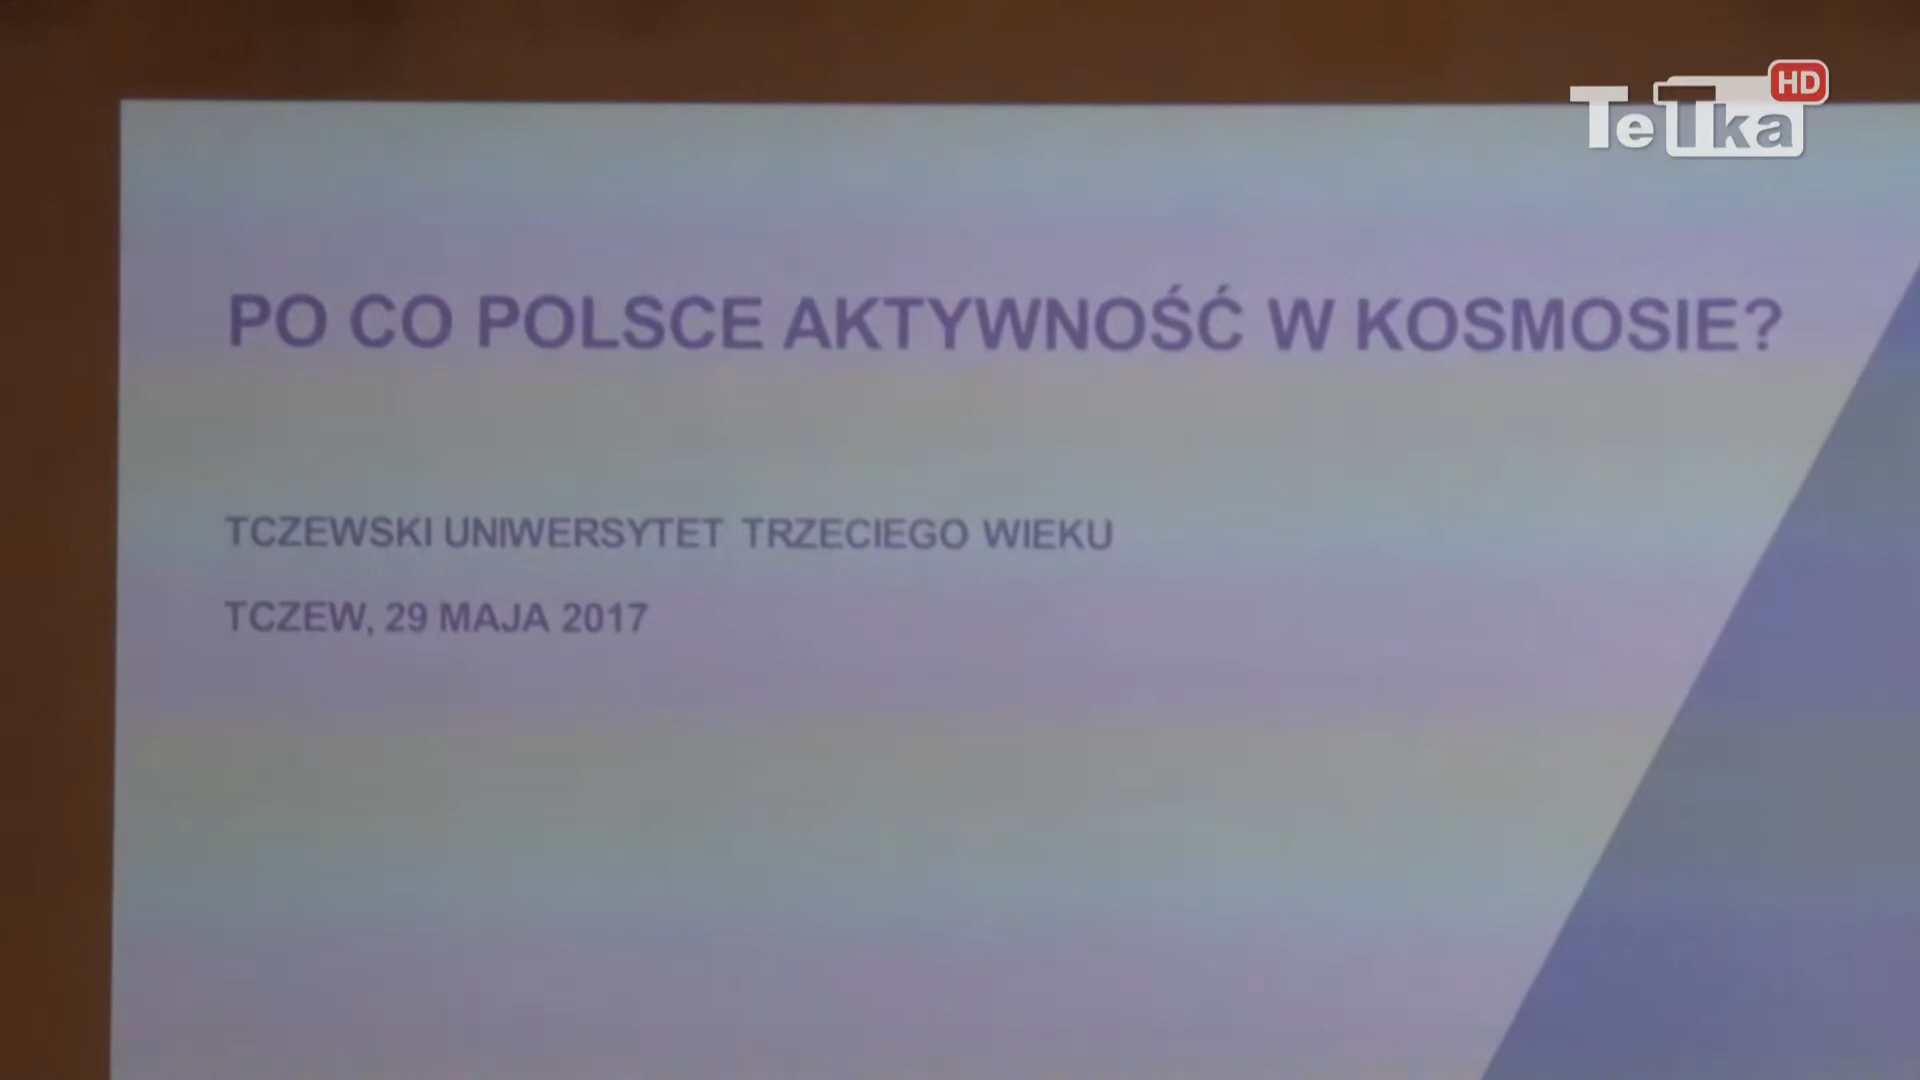 TeTka HD
PO CO POLSCE AKTYWNOŚĆ W KOSMOSIE?
TCZEWSKI UNIWERSYTET TRZECIEGO WIEKU
TCZEW, 29 MAJA 2017